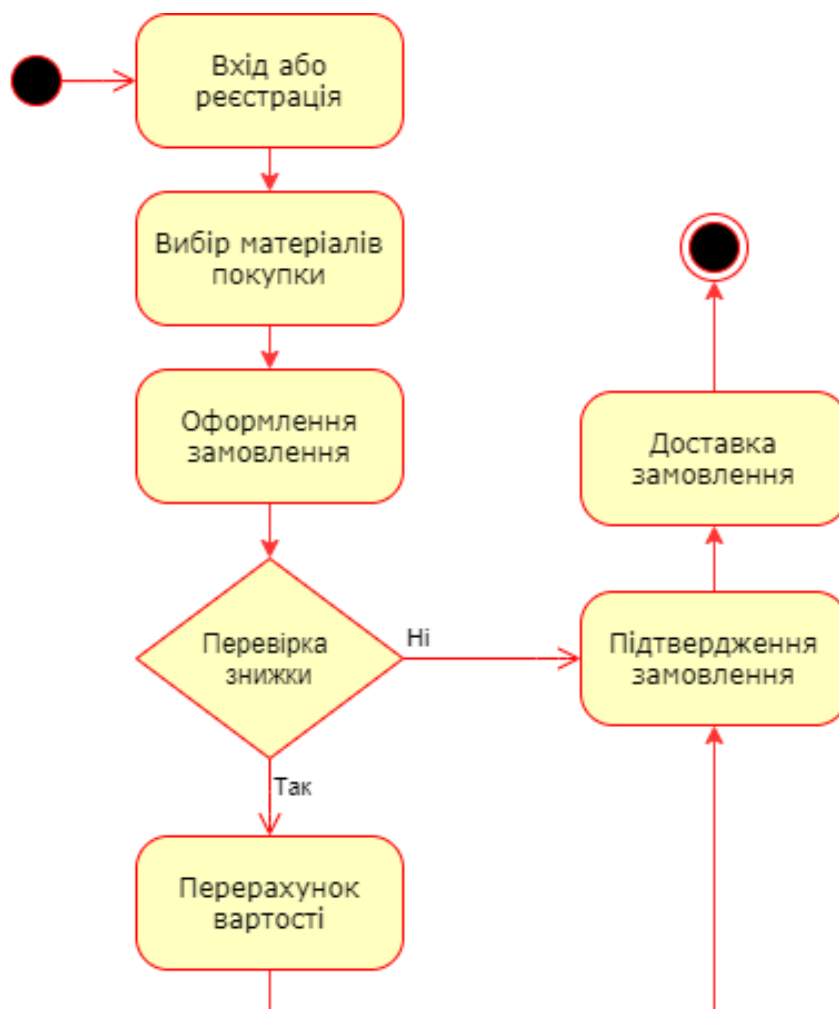 Вхід або
реєстрація
Вибір матеріалів
покупки
Оформлення
замовлення
Перевірка
знижки
Ні
Підтвердження
замовлення
Доставка
замовлення
Так
Перерахунок
вартості